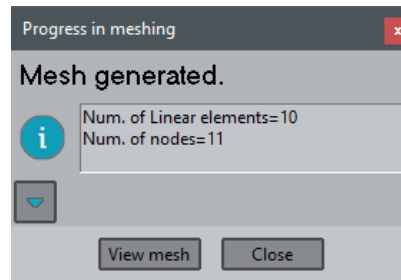 Progress in meshing
x
Mesh generated.
i
Num. of Linear elements=10
Num. of nodes=11
View mesh
Close